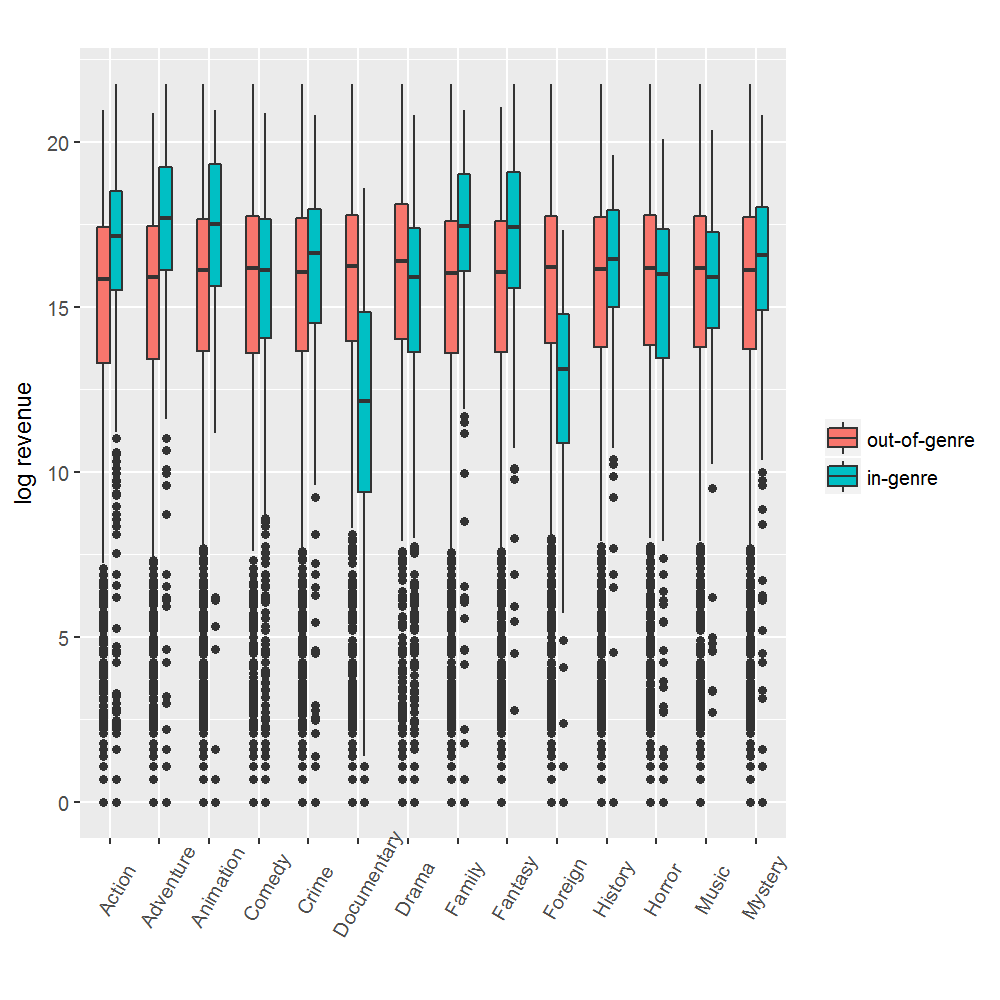 log revenue
20
15
10
5
0
Action
Adventure
Animation
Comedy
Crime
Documentary
Drama
Family
Fantasy
Foreign
History
Horror
Music
Mystery
out-of-genre
in-genre